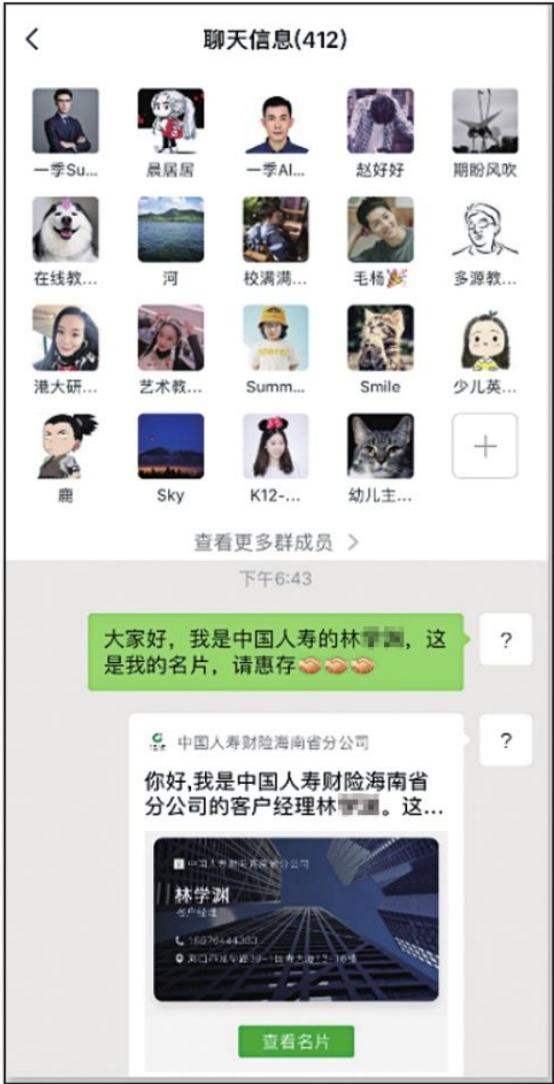 聊天信息(412)
一季Su...
晨居居
一季Al...
赵好好
期盼风吹
在线教...
河
校满满...
毛杨🎉
多源教...
港大研...
艺术教...
Summ...
Smile
少儿英...
鹿
Sky
K12-...
幼儿主...
查看更多群成员 >
下午6:43
大家好，我是中国人寿的林，这
是我的名片，请惠存🤝🤝🤝
?
中国人寿财险海南省分公司
?
你好,我是中国人寿财险海南省
分公司的客户经理林。这...
林学渊
客户经理
查看名片